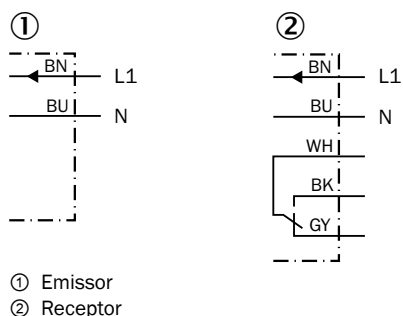 ① ②
BN L1 BN L1
BU N BU N
WH
BK
GY
① Emissor
② Receptor